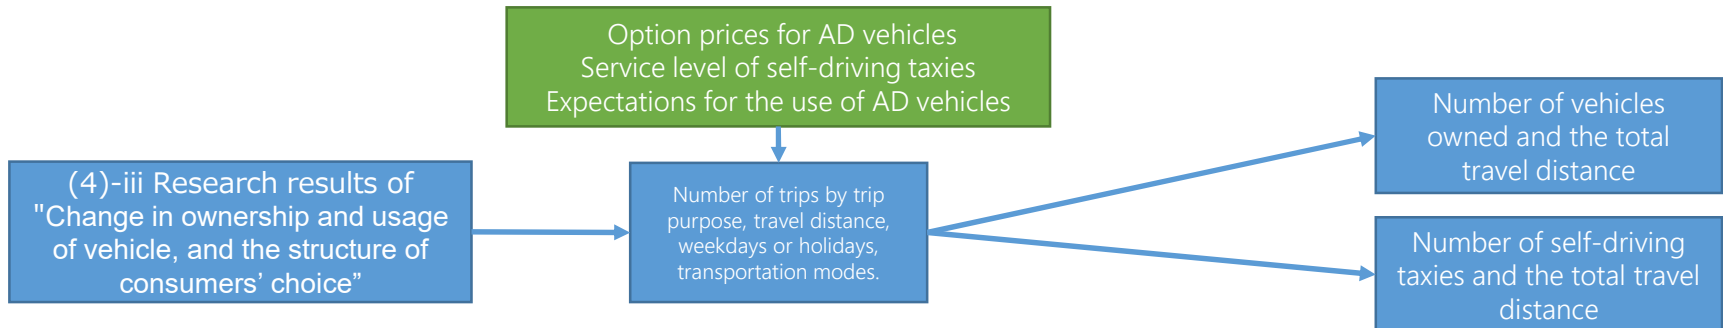 Option prices for AD vehicles
Service level of self-driving taxies
Expectations for the use of AD vehicles
(4)-iii Research results of
"Change in ownership and usage
of vehicle, and the structure of
consumers’ choice”
Number of trips by trip
purpose, travel distance,
weekdays or holidays,
transportation modes.
Number of vehicles
owned and the total
travel distance
Number of self-driving
taxies and the total travel
distance